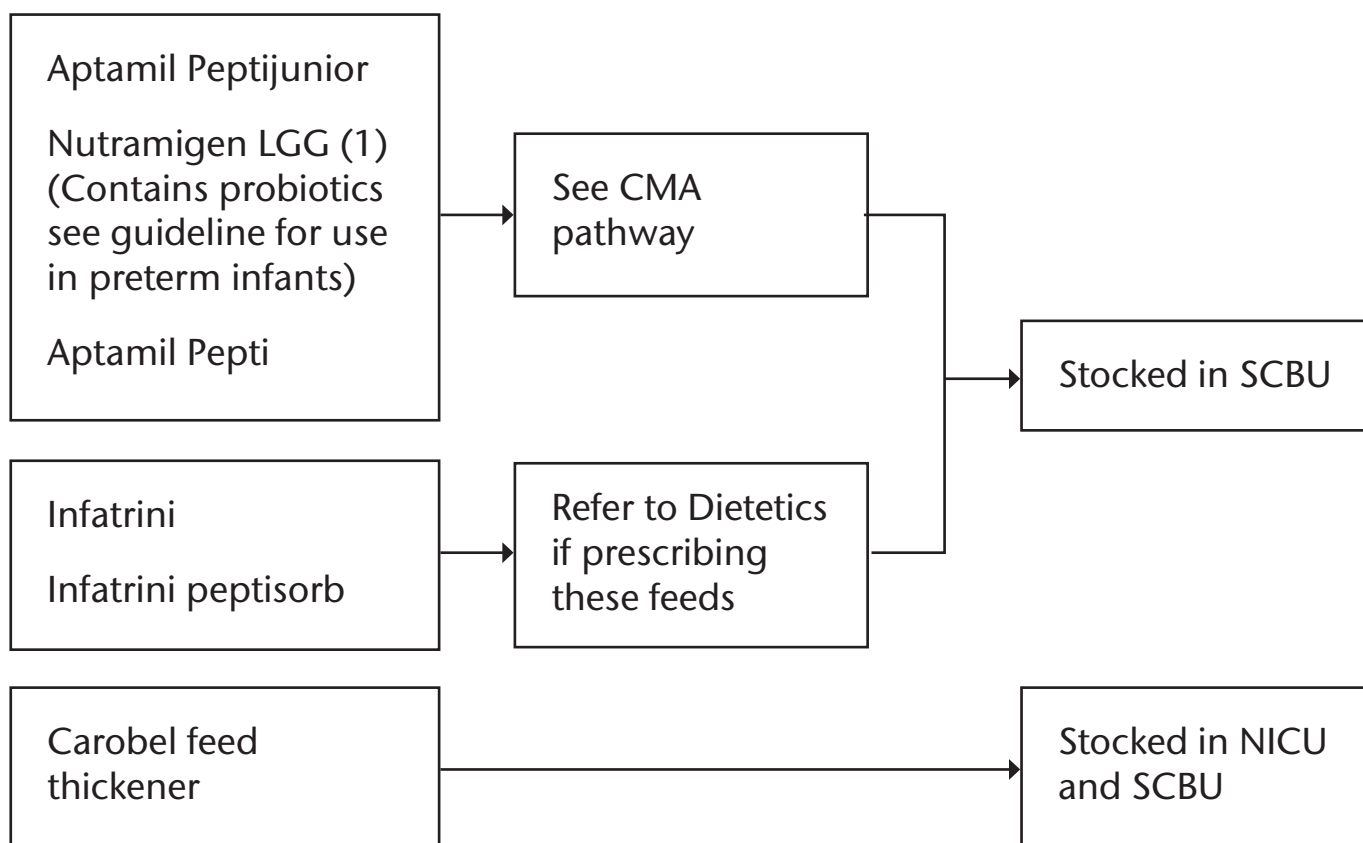 Aptamil Peptijunior
Nutramigen LGG (1)
(Contains probiotics
see guideline for use
in preterm infants)
Aptamil Pepti
See CMA
pathway
Stocked in SCBU
Infatrini
Infatrini peptisorb
Refer to Dietetics
if prescribing
these feeds
Carobel feed
thickener
Stocked in NICU
and SCBU